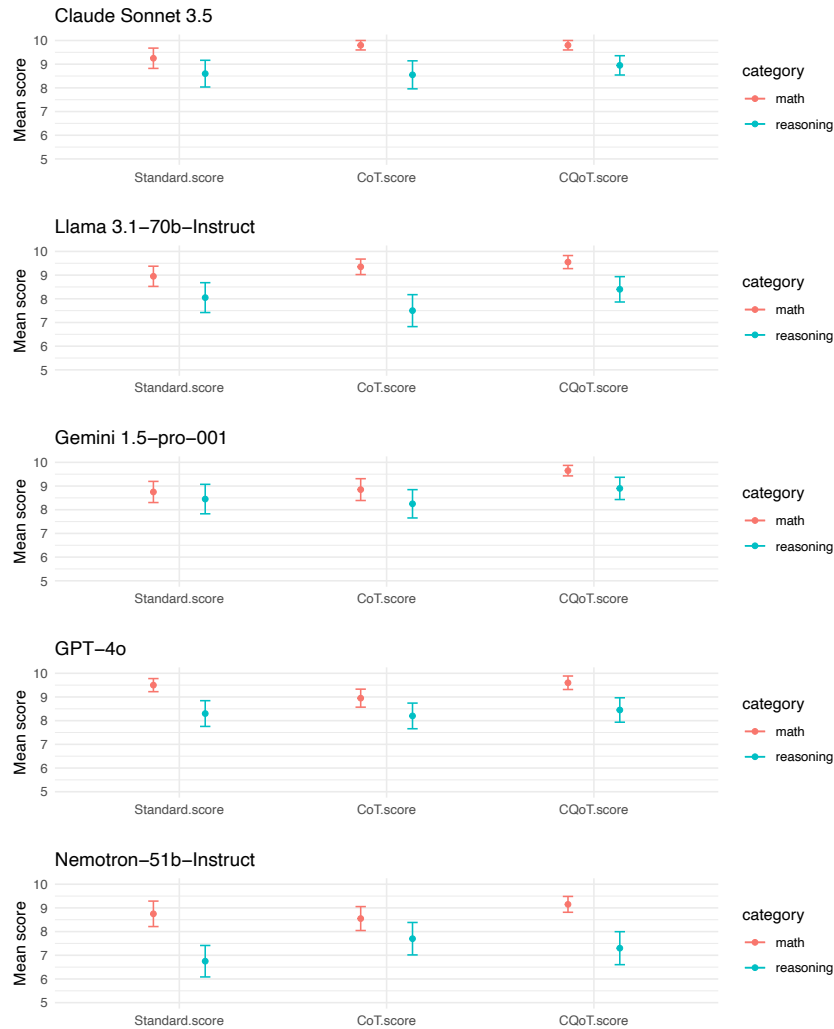 Claude Sonnet 3.5
10
9
8
7
6
5
Mean score
Standard.score CoT.score CQoT.score
category
math
reasoning
Llama 3.1−70b−Instruct
10
9
8
7
6
5
Mean score
Standard.score CoT.score CQoT.score
category
math
reasoning
Gemini 1.5−pro−001
10
9
8
7
6
5
Mean score
Standard.score CoT.score CQoT.score
category
math
reasoning
GPT−4o
10
9
8
7
6
5
Mean score
Standard.score CoT.score CQoT.score
category
math
reasoning
Nemotron−51b−Instruct
10
9
8
7
6
5
Mean score
Standard.score CoT.score CQoT.score
category
math
reasoning